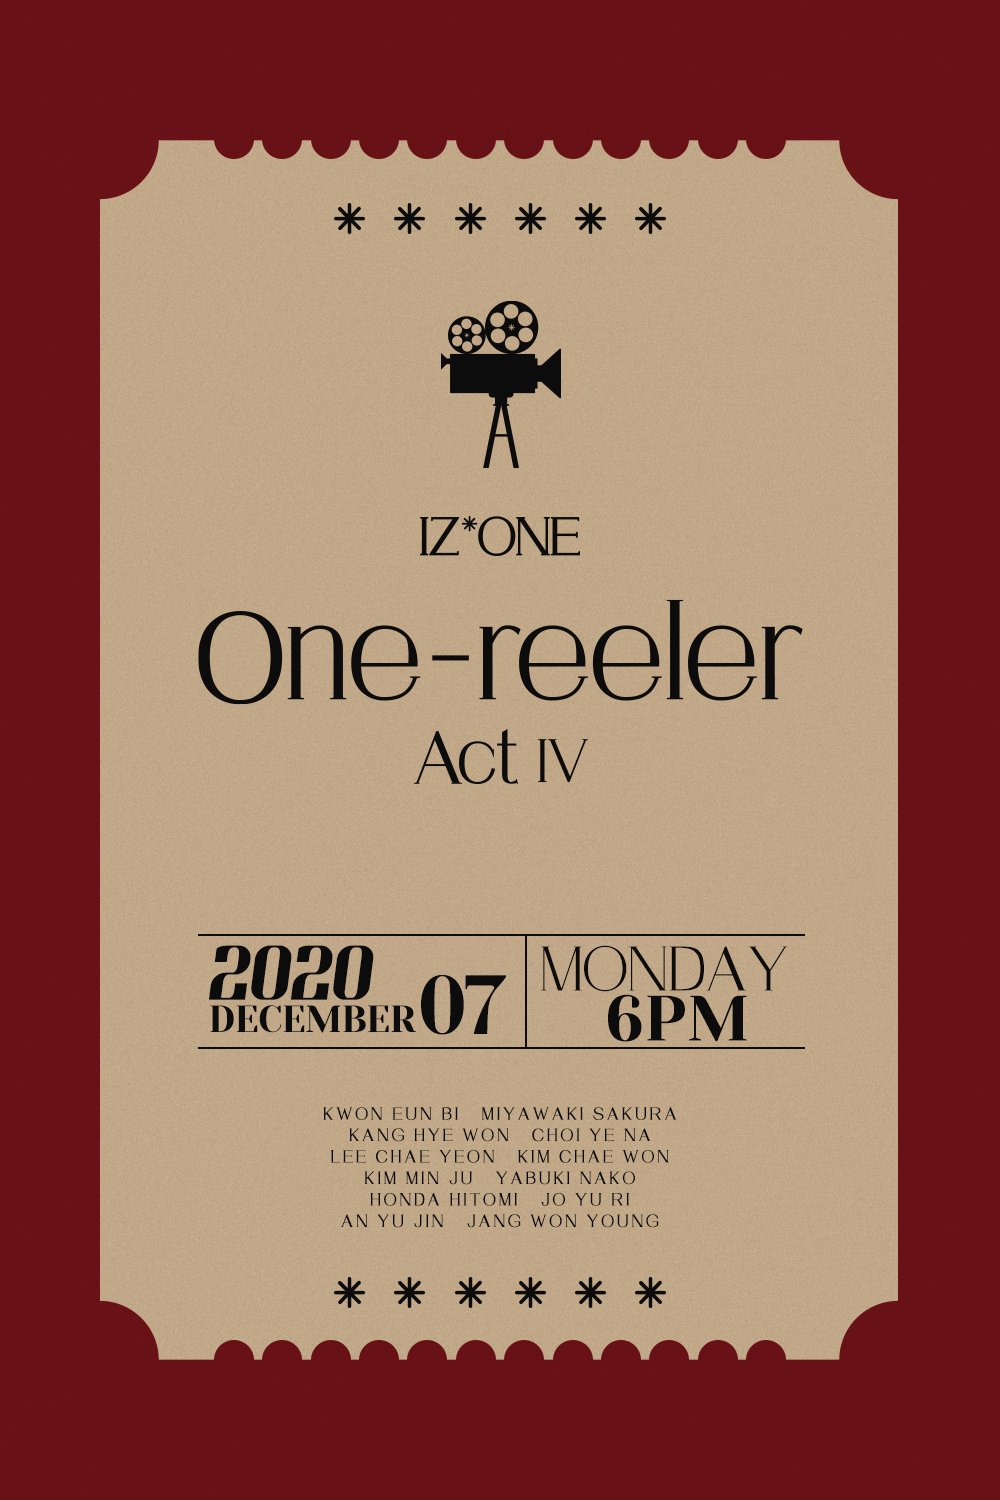 IZ*ONE
One-reeler
Act IV
2020
DECEMBER 07
MONDAY
6PM
KWON EUN BI MIYAWAKI SAKURA
KANG HYE WON CHOI YE NA
LEE CHAE YEON KIM CHAE WON
KIM MIN JU YABUKI NAKO
HONDA HITOMI JO YU RI
AN YU JIN JANG WON YOUNG